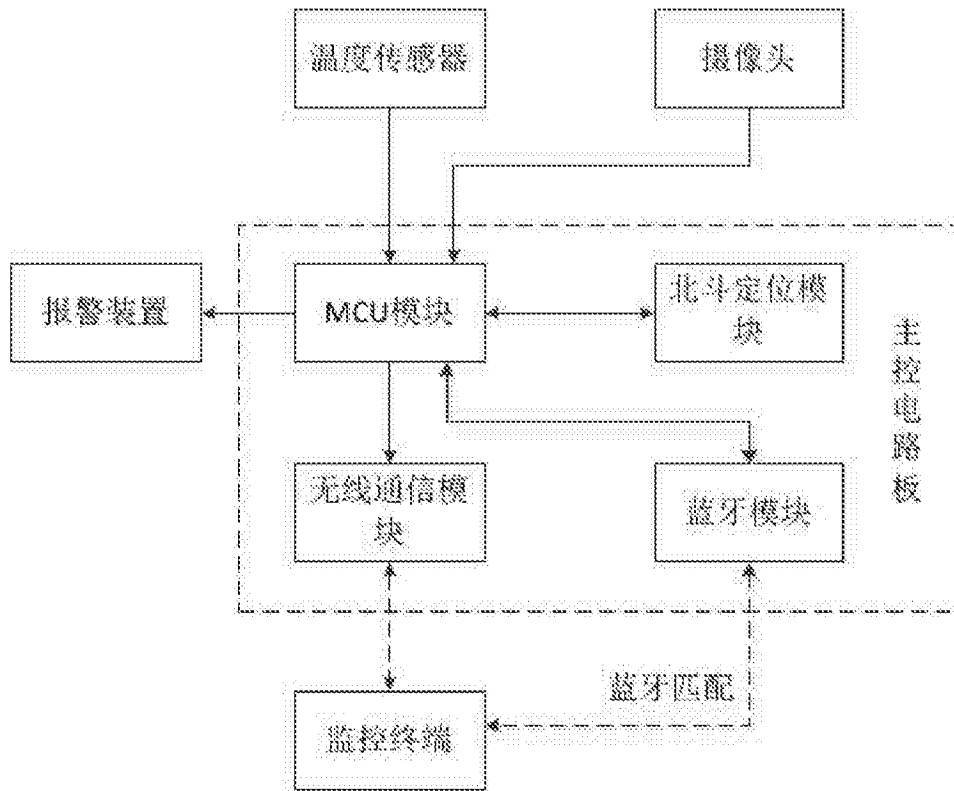 温度传感器
摄像头
报警装置
MCU模块
北斗定位模
块
主
控
电
路
板
无线通信模
块
蓝牙模块
蓝牙匹配
监控终端